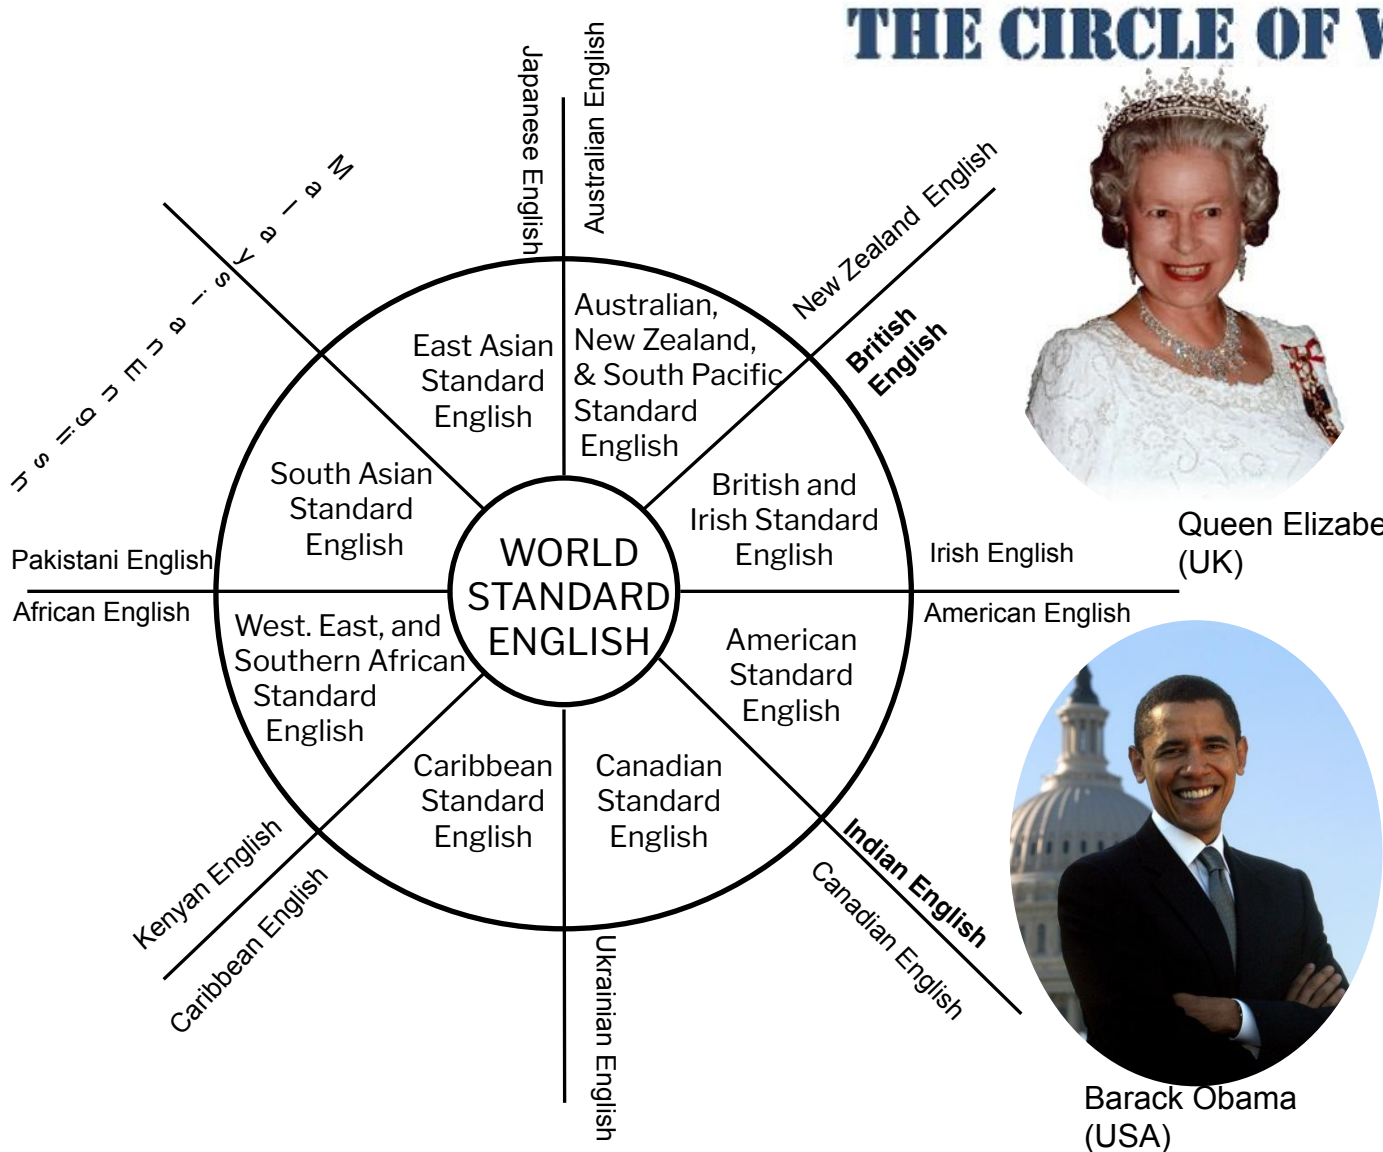 THE CIRCLE OF W
Japanese English
Australian English
New Zealand English
British
English
Malaysian English
East Asian
Standard
English
Australian,
New Zealand,
& South Pacific
Standard
English
South Asian
Standard
English
British and
Irish Standard
English
WORLD
STANDARD
ENGLISH
Queen Elizabe
(UK)
Pakistani English
Irish English
African English
American English
West. East, and
Southern African
Standard
English
American
Standard
English
Caribbean
Standard
English
Canadian
Standard
English
Kenyan English
Caribbean English
Indian English
Canadian English
Ukrainian English
Barack Obama
(USA)